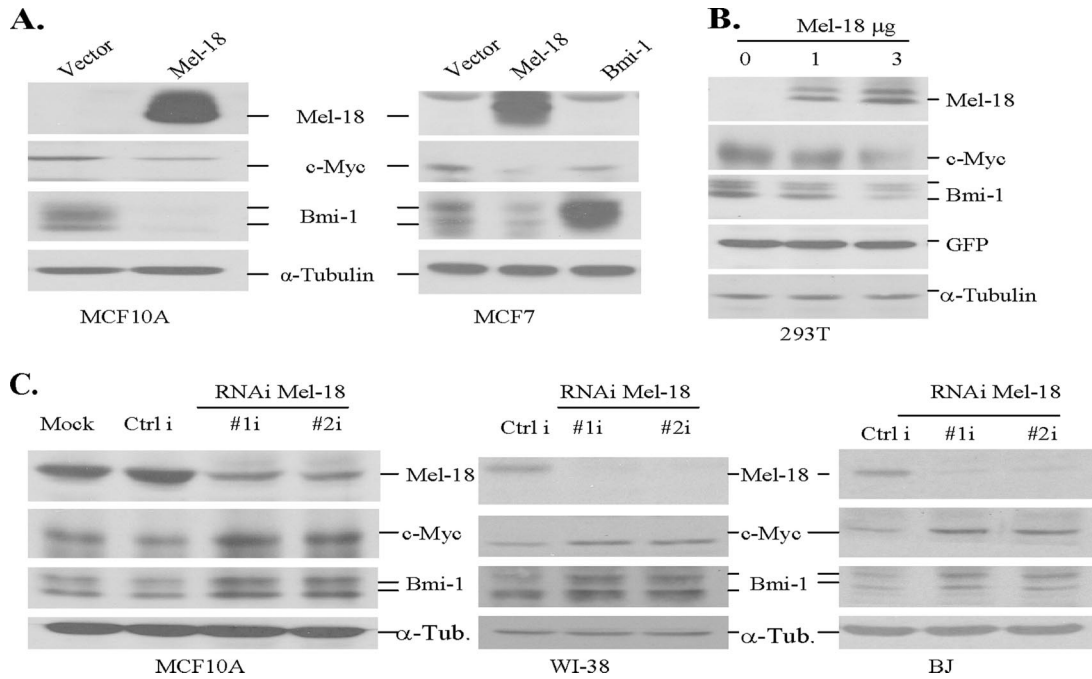 A.
Vector Mel-18
Mel-18
c-Myc
Bmi-1
α-Tubulin
MCF10A
Vector Mel-18 Bmi-1
MCF7
B.
Mel-18 μg
0 1 3
Mel-18
c-Myc
Bmi-1
GFP
α-Tubulin
293T
C.
RNAi Mel-18
Mock Ctrl i #1i #2i
Mel-18
c-Myc
Bmi-1
α-Tub.
MCF10A
RNAi Mel-18
Ctrl i #1i #2i
Mel-18
c-Myc
Bmi-1
α-Tub.
WI-38
RNAi Mel-18
Ctrl i #1i #2i
BJ